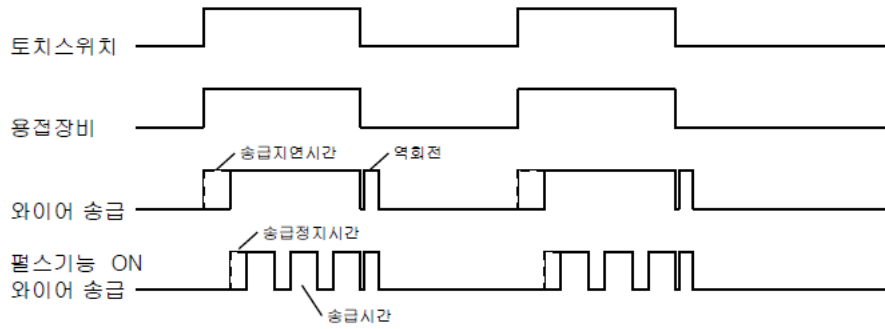 토치스위치
용접장비
송급지연시간
역회전
와이어 송급
송급정지시간
펄스기능 ON
와이어 송급
송급시간